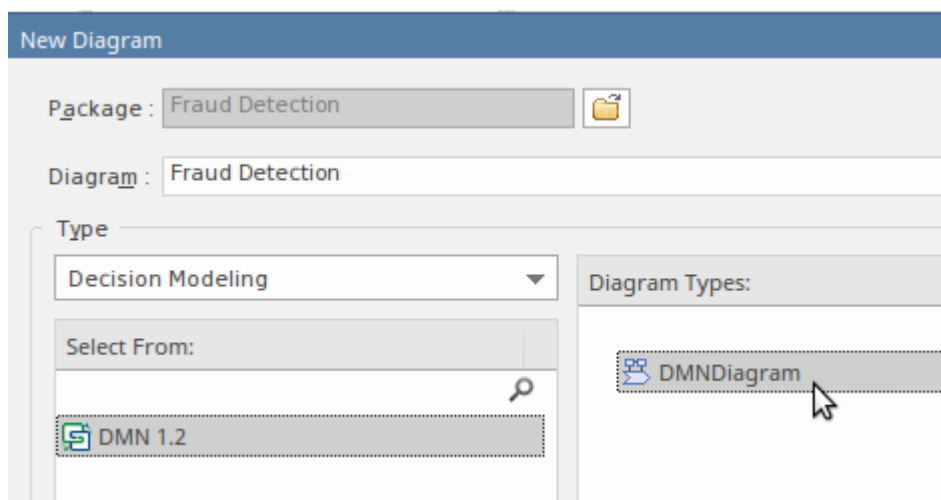 New Diagram
Package : Fraud Detection
Diagram : Fraud Detection
Type
Decision Modeling
Diagram Types:
Select From:
DMNDiagram
DMN 1.2